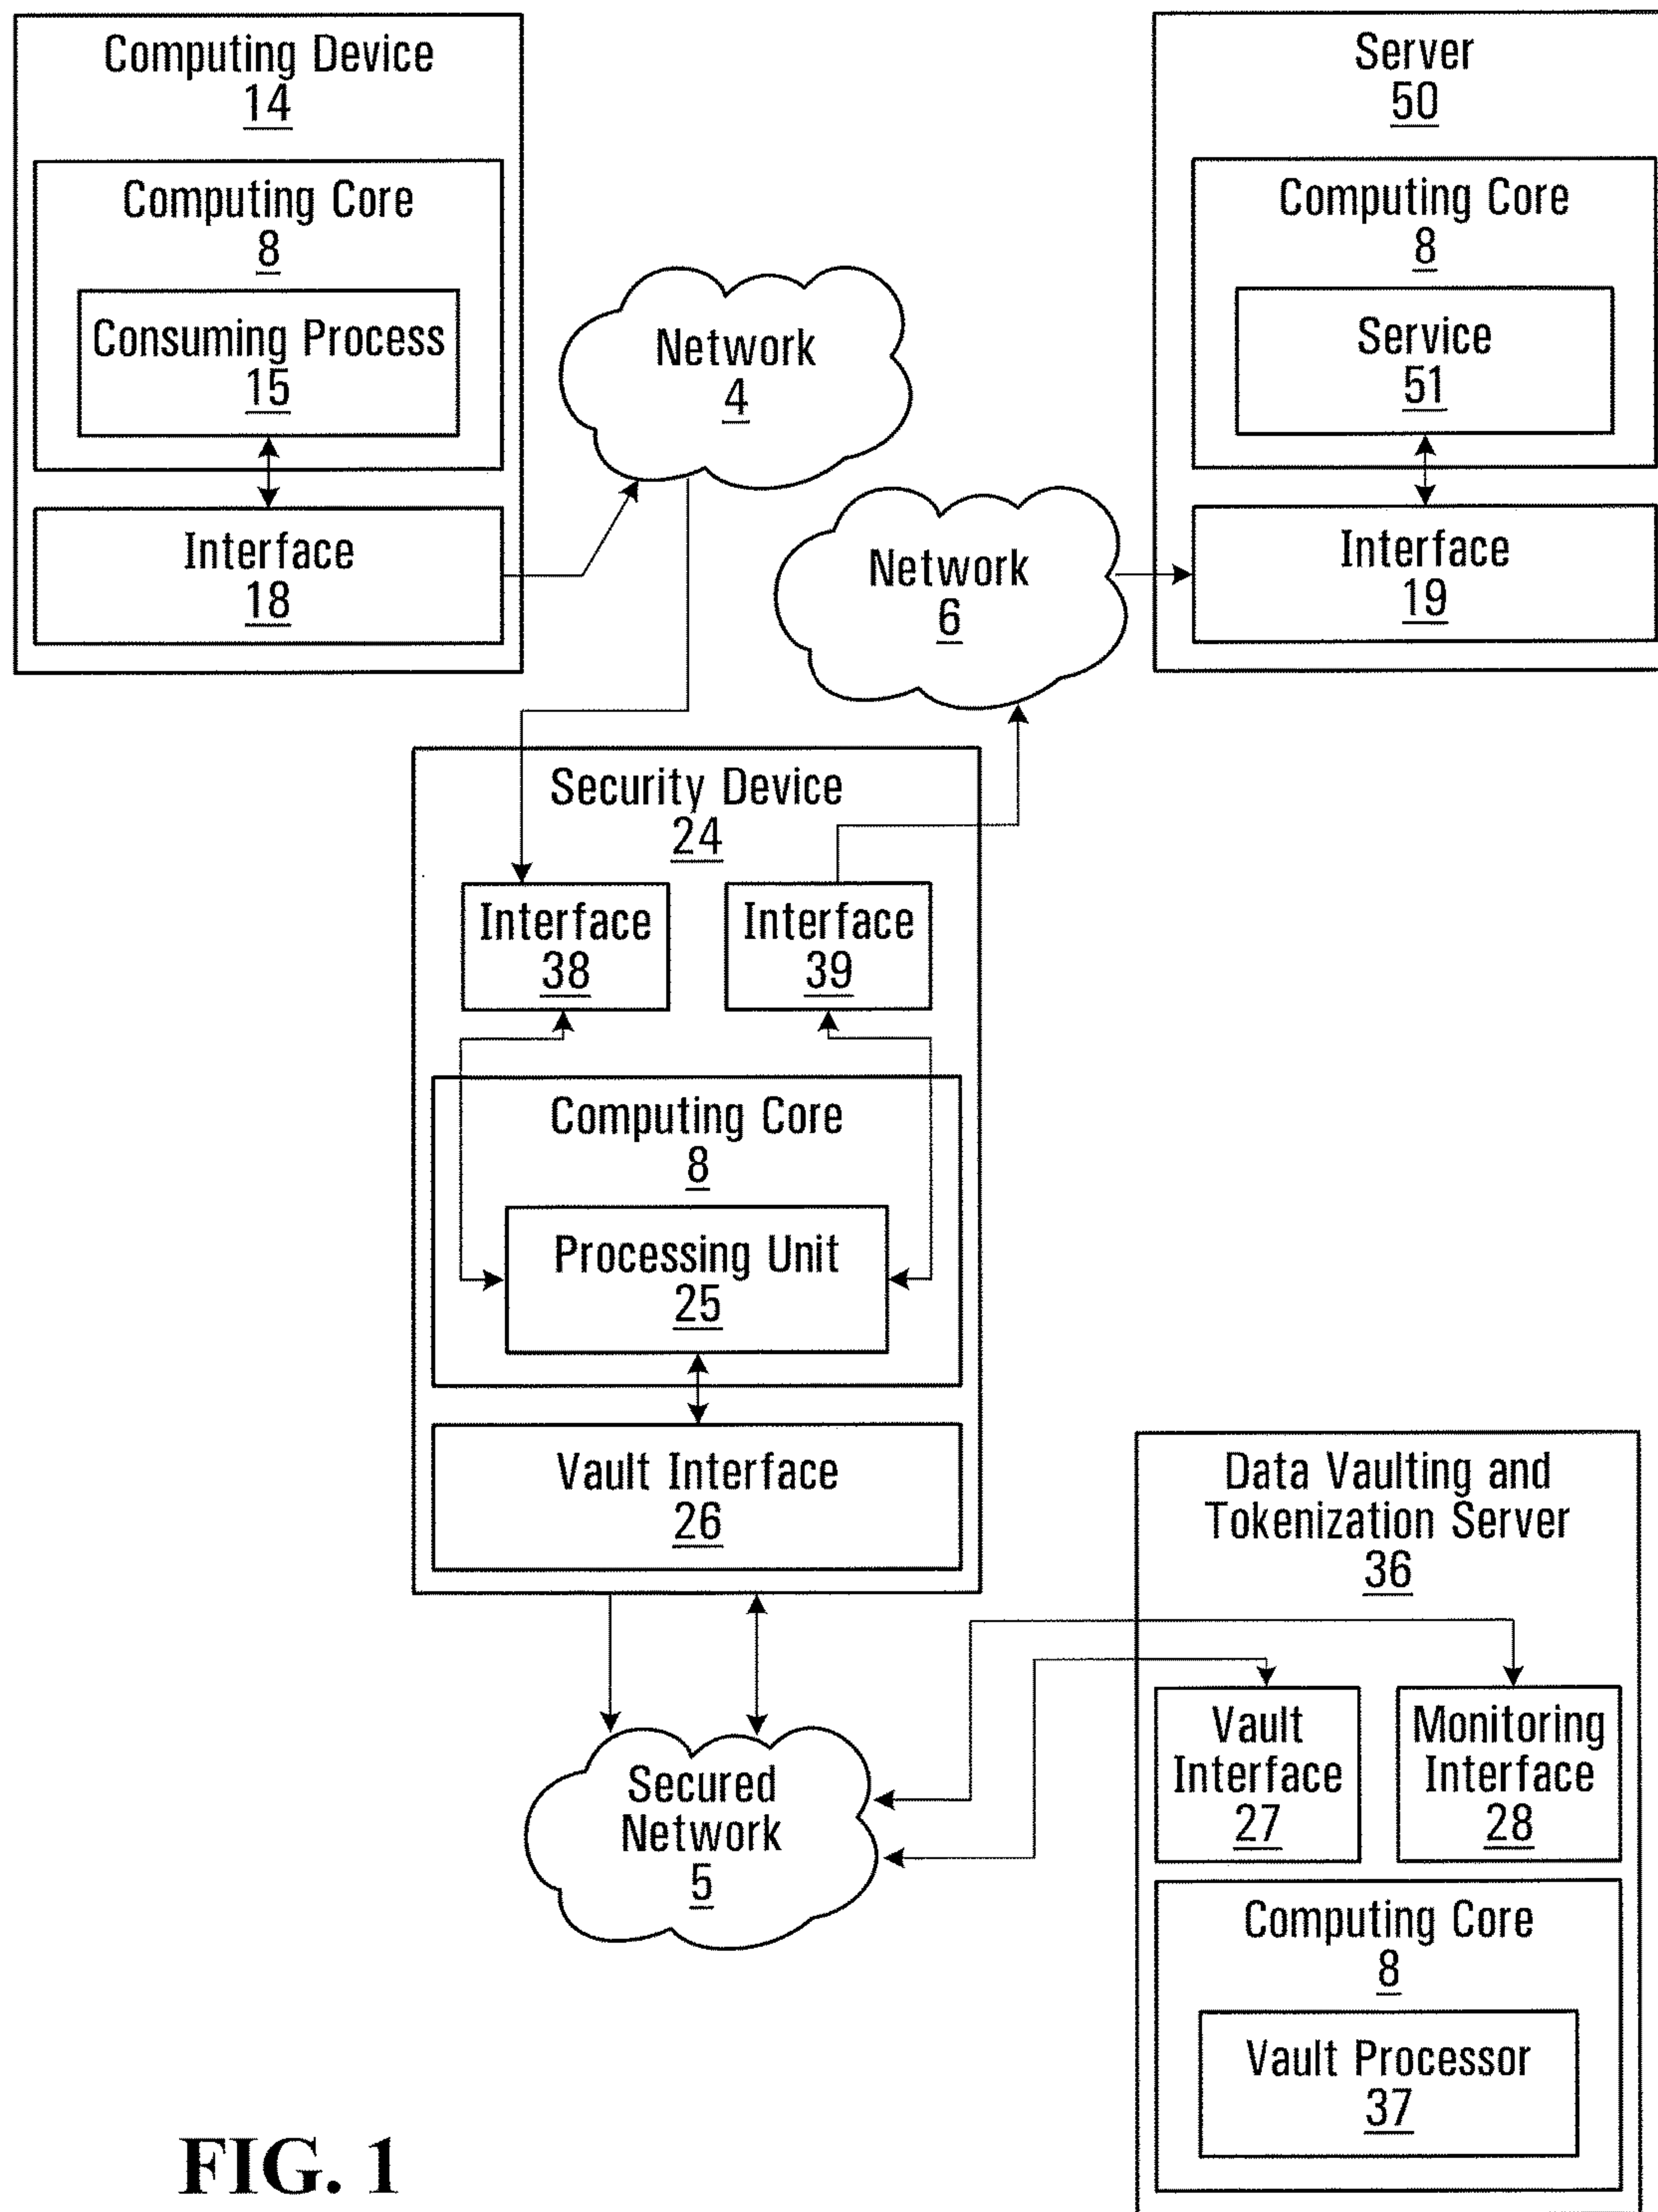 Computing Device
14
Computing Core
8
Consuming Process
15
Interface
18
Network
4
Server
50
Computing Core
8
Service
51
Interface
19
Network
6
Security Device
24
Interface
38
Interface
39
Computing Core
8
Processing Unit
25
Vault Interface
26
Secured
Network
5
Data Vaulting and
Tokenization Server
36
Vault
Interface
27
Monitoring
Interface
28
Computing Core
8
Vault Processor
37
FIG. 1